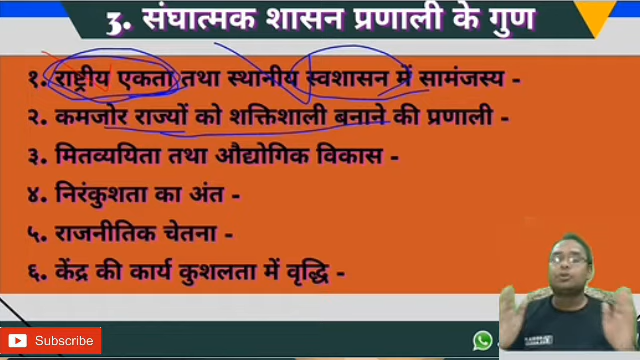 ३. संघात्मक शासन प्रणाली के गुण
१. राष्ट्रीय एकता तथा स्थानीय स्वशासन में सामंजस्य -
२. कमजोर राज्यों को शक्तिशाली बनाने की प्रणाली -
३. मितव्ययिता तथा औद्योगिक विकास -
४. निरंकुशता का अंत -
५. राजनीतिक चेतना -
६. केंद्र की कार्य कुशलता में वृद्धि -
Subscribe